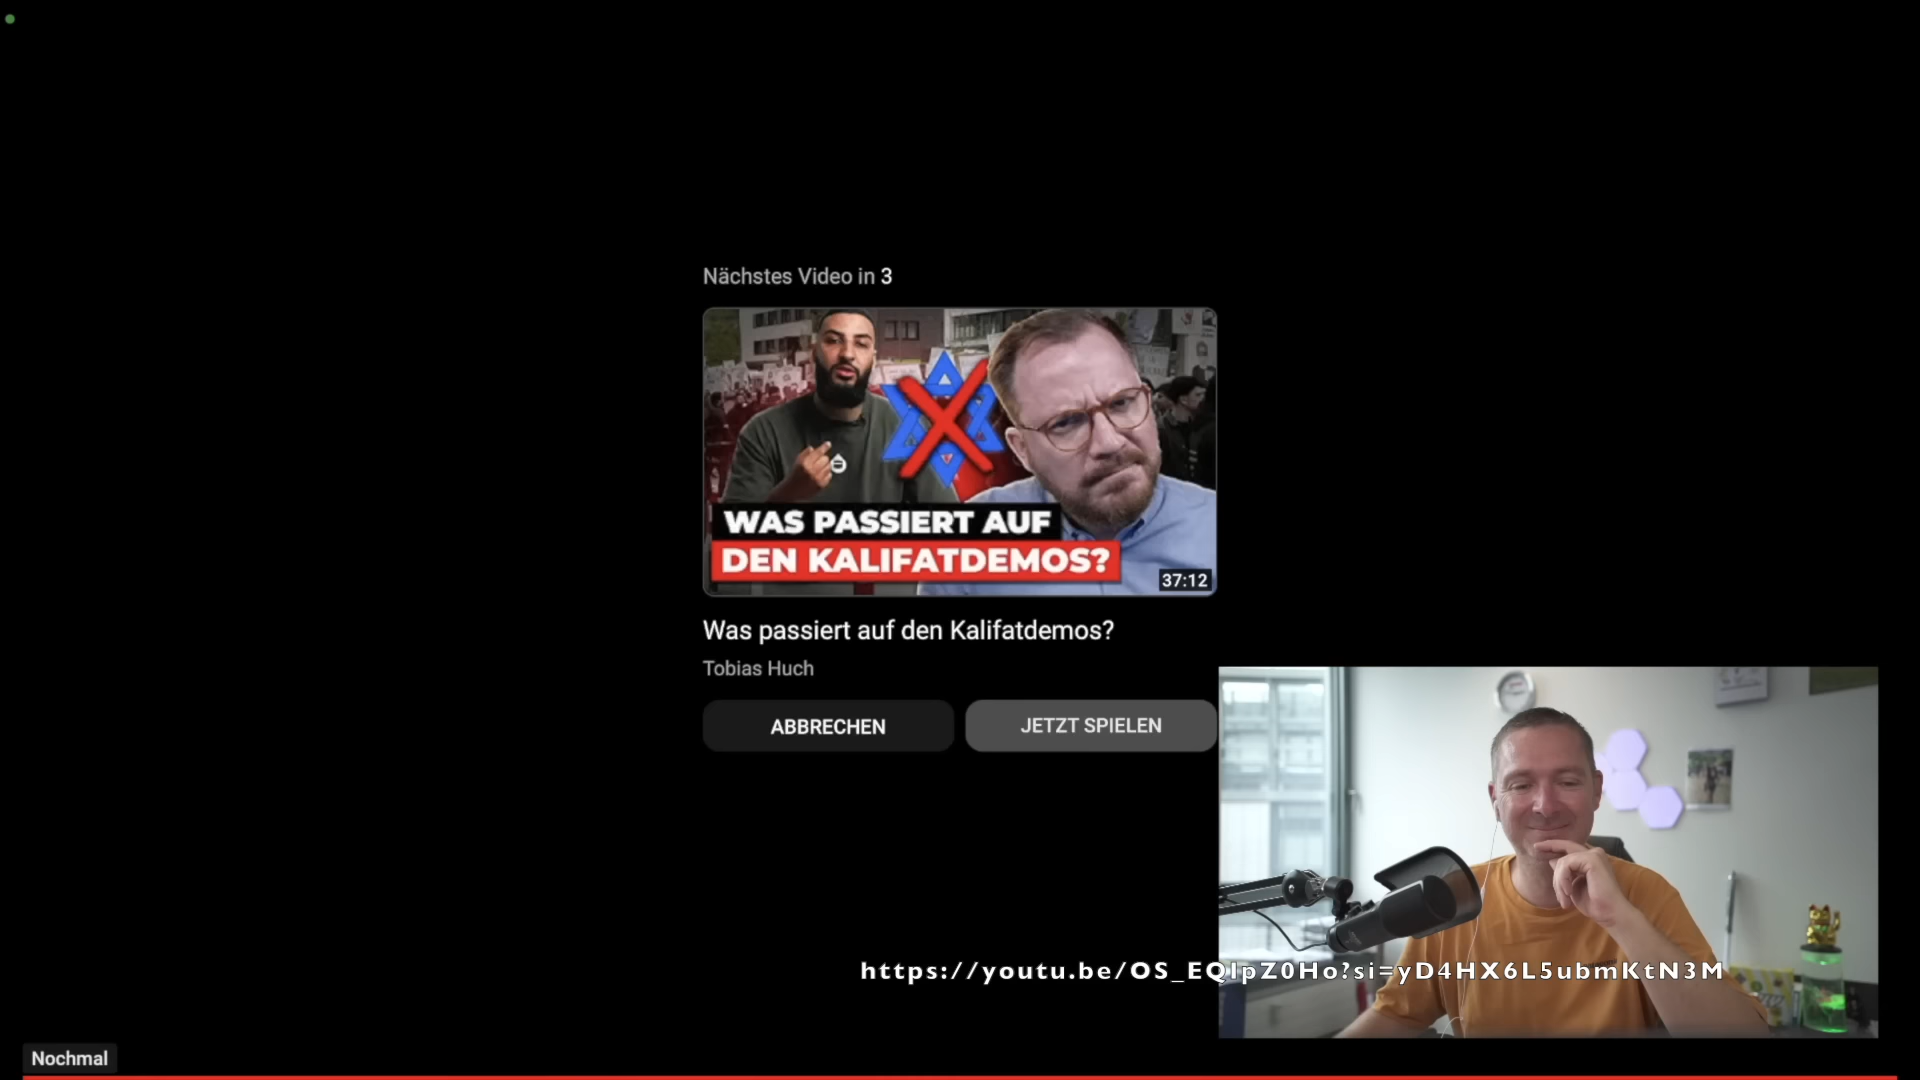 Nächstes Video in 3
WAS PASSIERT AUF
DEN KALIFATDEMOS?
37:12
Was passiert auf den Kalifatdemos?
Tobias Huch
ABBRECHEN
JETZT SPIELEN
https://youtu.be/OS_EQIpZ0Ho?si=yD4HX6L5ubmKtN3M
Nochmal